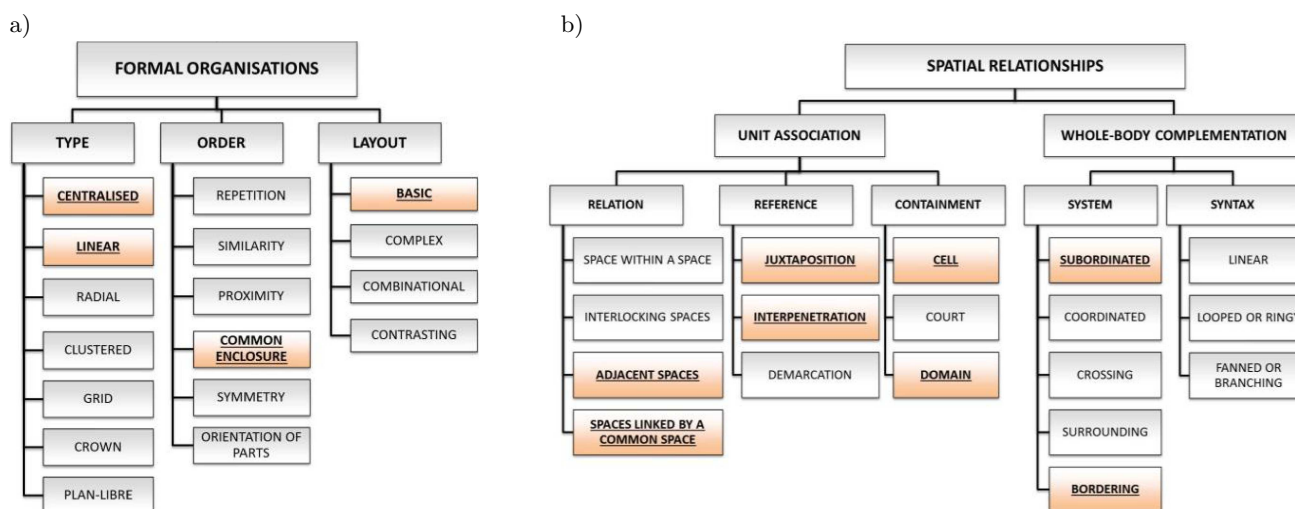 a)
FORMAL ORGANISATIONS
TYPE
CENTRALISED
LINEAR
RADIAL
CLUSTERED
GRID
CROWN
PLAN-LIBRE
ORDER
REPETITION
SIMILARITY
PROXIMITY
COMMON
ENCLOSURE
SYMMETRY
ORIENTATION OF
PARTS
LAYOUT
BASIC
COMPLEX
COMBINATIONAL
CONTRASTING
b)
SPATIAL RELATIONSHIPS
UNIT ASSOCIATION
RELATION
SPACE WITHIN A SPACE
INTERLOCKING SPACES
ADJACENT SPACES
SPACES LINKED BY A
COMMON SPACE
REFERENCE
JUXTAPOSITION
INTERPENETRATION
DEMARCATION
CONTAINMENT
CELL
COURT
DOMAIN
WHOLE-BODY COMPLEMENTATION
SYSTEM
SUBORDINATED
COORDINATED
CROSSING
SURROUNDING
BORDERING
SYNTAX
LINEAR
LOOPED OR RINGY
FANNED OR
BRANCHING